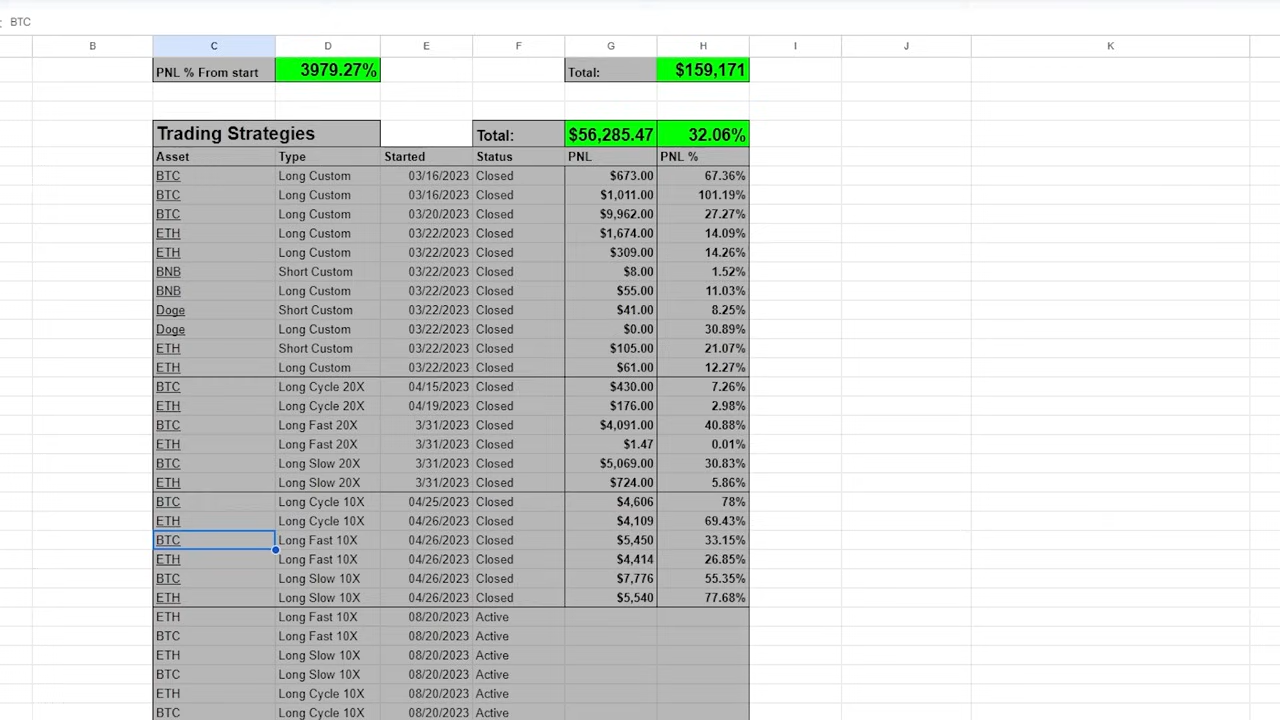 BTC
B C D E F G H I J K
PNL % From start 3979.27% Total: $159,171
Trading Strategies Total: $56,285.47 32.06%
Asset Type Started Status PNL PNL %
BTC Long Custom 03/16/2023 Closed $673.00 67.36%
BTC Long Custom 03/16/2023 Closed $1,011.00 101.19%
BTC Long Custom 03/20/2023 Closed $9,962.00 27.27%
ETH Long Custom 03/22/2023 Closed $1,674.00 14.09%
ETH Long Custom 03/22/2023 Closed $309.00 14.26%
BNB Short Custom 03/22/2023 Closed $8.00 1.52%
BNB Long Custom 03/22/2023 Closed $55.00 11.03%
Doge Short Custom 03/22/2023 Closed $41.00 8.25%
Doge Long Custom 03/22/2023 Closed $0.00 30.89%
ETH Short Custom 03/22/2023 Closed $105.00 21.07%
ETH Long Custom 03/22/2023 Closed $61.00 12.27%
BTC Long Cycle 20X 04/15/2023 Closed $430.00 7.26%
ETH Long Cycle 20X 04/19/2023 Closed $176.00 2.98%
BTC Long Fast 20X 3/31/2023 Closed $4,091.00 40.88%
ETH Long Fast 20X 3/31/2023 Closed $1.47 0.01%
BTC Long Slow 20X 3/31/2023 Closed $5,069.00 30.83%
ETH Long Slow 20X 3/31/2023 Closed $724.00 5.86%
BTC Long Cycle 10X 04/25/2023 Closed $4,606 78%
ETH Long Cycle 10X 04/26/2023 Closed $4,109 69.43%
BTC Long Fast 10X 04/26/2023 Closed $5,450 33.15%
ETH Long Fast 10X 04/26/2023 Closed $4,414 26.85%
BTC Long Slow 10X 04/26/2023 Closed $7,776 55.35%
ETH Long Slow 10X 04/26/2023 Closed $5,540 77.68%
ETH Long Fast 10X 08/20/2023 Active
BTC Long Fast 10X 08/20/2023 Active
ETH Long Slow 10X 08/20/2023 Active
BTC Long Slow 10X 08/20/2023 Active
ETH Long Cycle 10X 08/20/2023 Active
BTC Long Cycle 10X 08/20/2023 Active